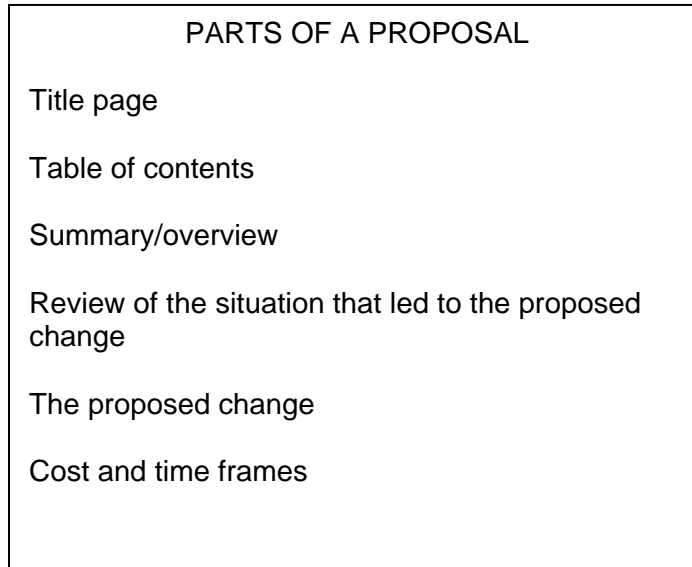 PARTS OF A PROPOSAL
Title page
Table of contents
Summary/overview
Review of the situation that led to the proposed
change
The proposed change
Cost and time frames